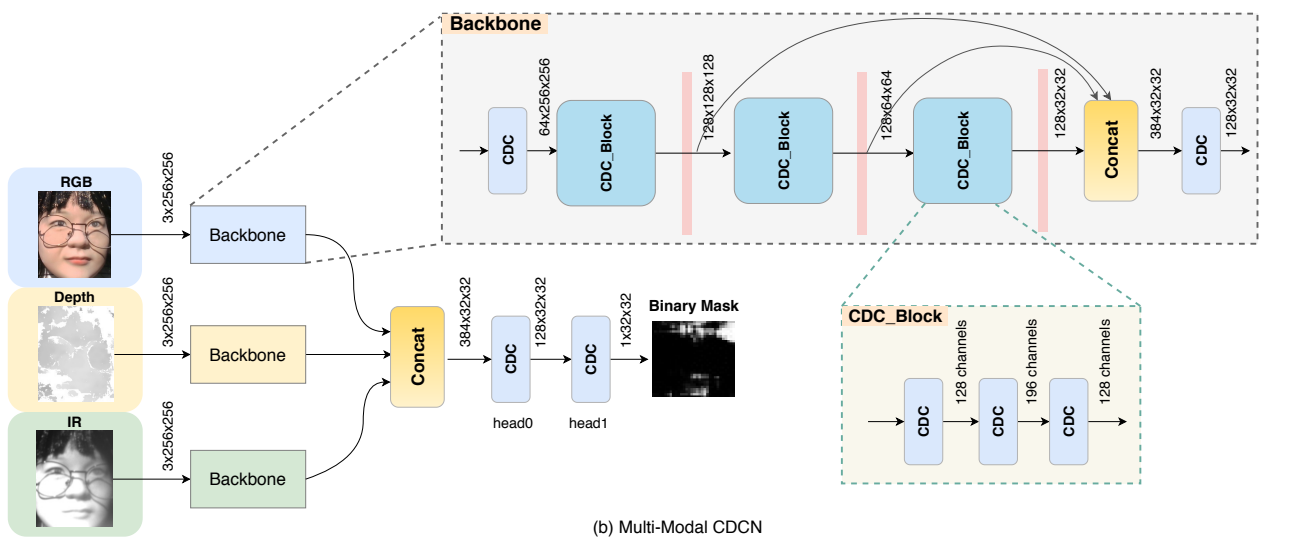 Backbone
CDC
64x256x256
CDC_Block
128x128x128
CDC_Block
128x64x64
CDC_Block
128x32x32
Concat
384x32x32
CDC
128x32x32
RGB
3x256x256
Backbone
Depth
3x256x256
Backbone
IR
3x256x256
Backbone
Concat
384x32x32
CDC
head0
128x32x32
CDC
head1
1x32x32
Binary Mask
CDC_Block
CDC
128 channels
CDC
196 channels
CDC
128 channels
(b) Multi-Modal CDCN